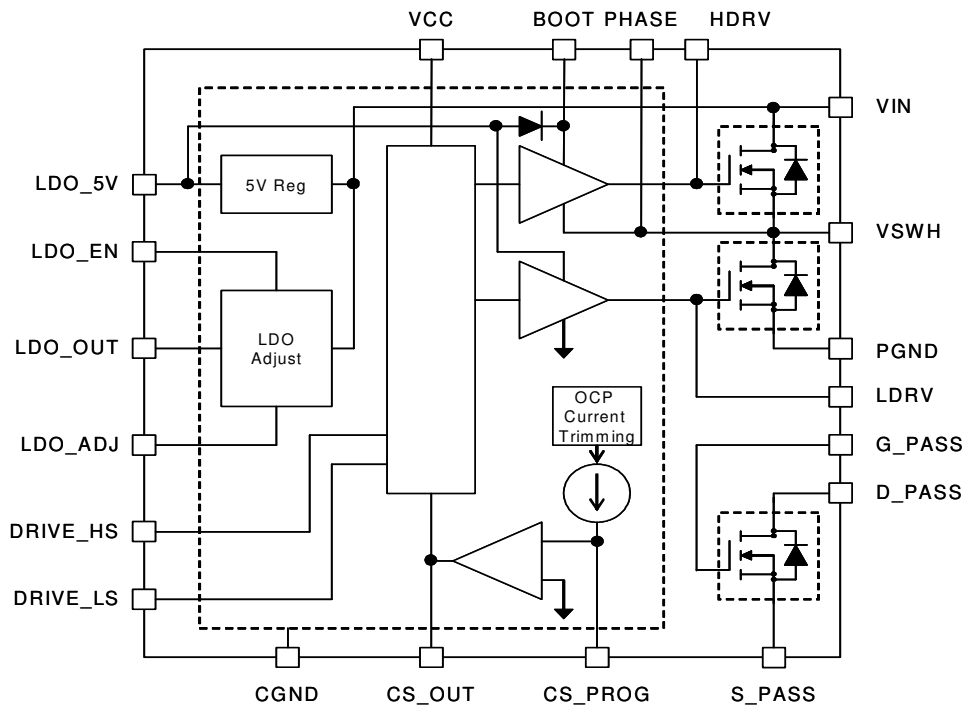 VCC
BOOT PHASE HDRV
VIN
LDO_5V
5V Reg
LDO_EN
VSWH
LDO_OUT
LDO
Adjust
PGND
LDRV
OCP
Current
Trimming
LDO_ADJ
G_PASS
D_PASS
DRIVE_HS
DRIVE_LS
CGND CS_OUT CS_PROG S_PASS